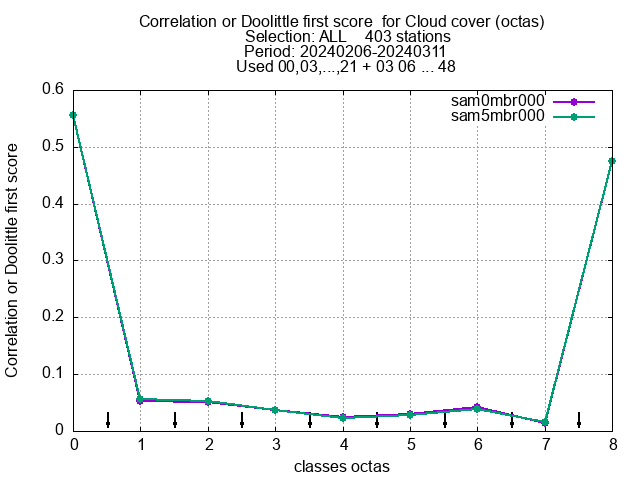 Correlation or Doolittle first score  for Cloud cover (octas)
Selection: ALL    403 stations
Period: 20240206-20240311
Used 00,03,...,21 + 03 06 ... 48
sam0mbr000
sam5mbr000
Correlation or Doolittle first score
0.6
0.5
0.4
0.3
0.2
0.1
0
0 1 2 3 4 5 6 7 8
classes octas